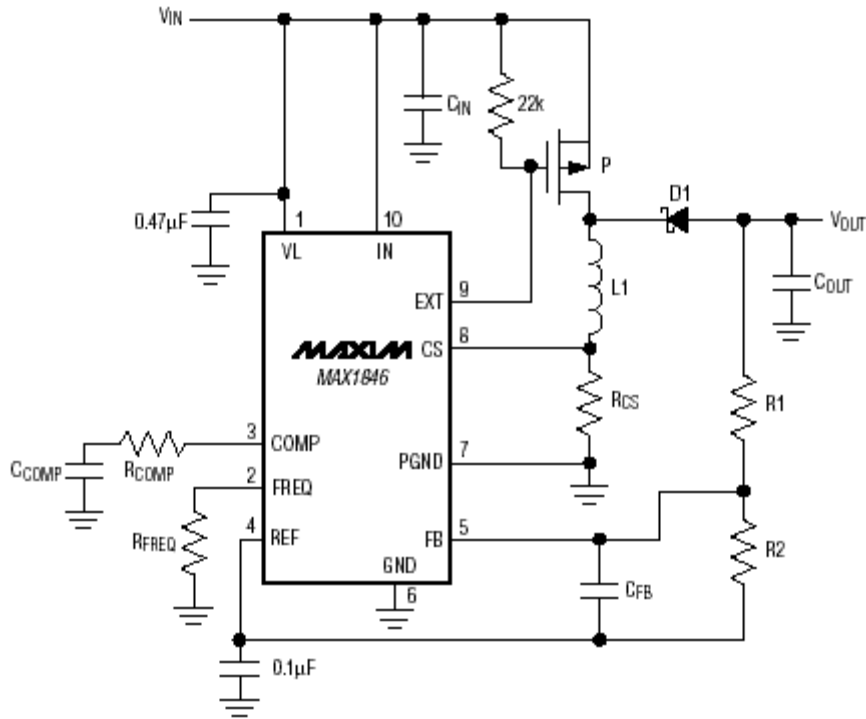 VIN
CIN
22k
P
D1
VOUT
0.47µF
1
10
VL
IN
COUT
L1
9
EXT
8
CS
MAXIM
MAX1846
RCS
R1
3
COMP
CCOMP
RCOMP
7
PGND
2
FREQ
RFREQ
4
REF
5
FB
R2
GND
6
CFB
0.1µF